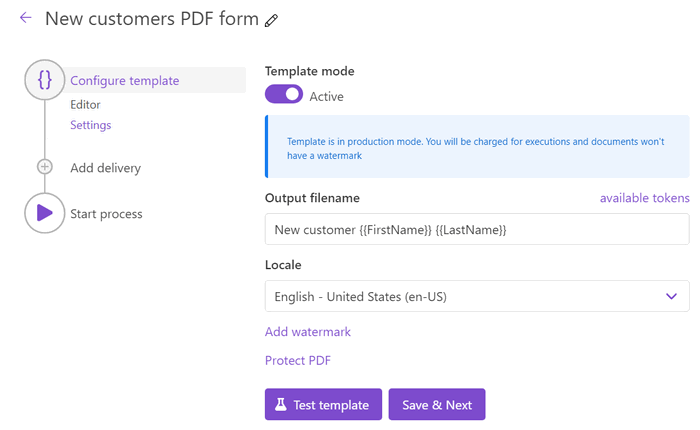 New customers PDF form
{} Configure template
Editor
Settings
Add delivery
Start process
Template mode
Active
Template is in production mode. You will be charged for executions and documents won't
have a watermark
Output filename
available tokens
New customer {{FirstName}} {{LastName}}
Locale
English - United States (en-US)
Add watermark
Protect PDF
Test template
Save & Next